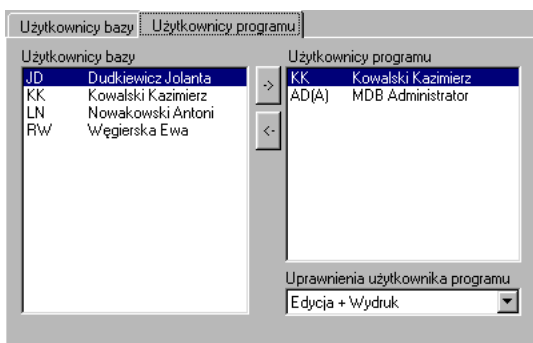 Użytkownicy bazy Użytkownicy programu
Użytkownicy bazy
JD Dudkiewicz Jolanta
KK Kowalski Kazimierz
LN Nowakowski Antoni
RW Węgierska Ewa
->
<-
Użytkownicy programu
KK Kowalski Kazimierz
AD(A) MDB Administrator
Uprawnienia użytkownika programu
Edycja + Wydruk